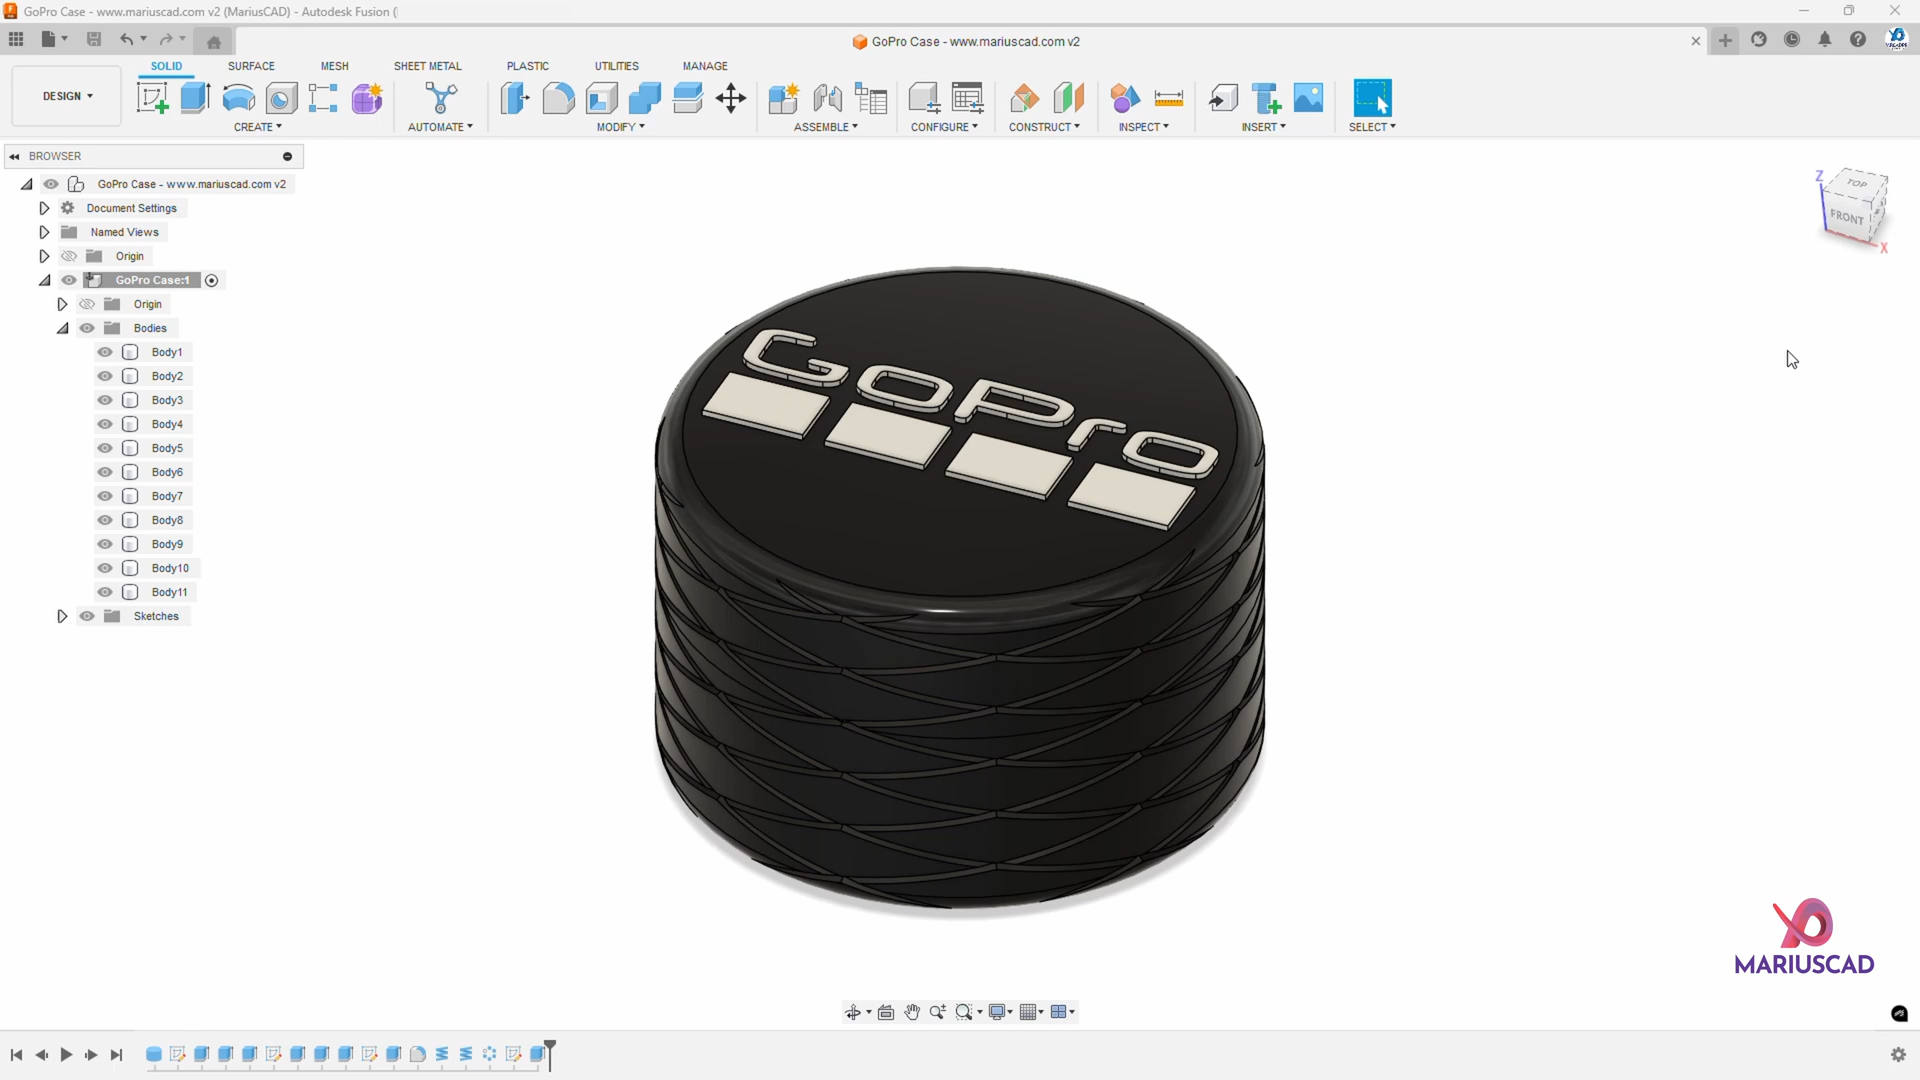 GoPro Case - www.mariuscad.com v2 (MariusCAD) - Autodesk Fusion (
GoPro Case - www.mariuscad.com v2
DESIGN
SOLID SURFACE MESH SHEET METAL PLASTIC UTILITIES MANAGE
CREATE AUTOMATE MODIFY ASSEMBLE CONFIGURE CONSTRUCT INSPECT INSERT SELECT
BROWSER
GoPro Case - www.mariuscad.com v2
Document Settings
Named Views
Origin
GoPro Case:1
Origin
Bodies
Body1
Body2
Body3
Body4
Body5
Body6
Body7
Body8
Body9
Body10
Body11
Sketches
Z
TOP
FRONT
X
GoPro
MARIUSCAD